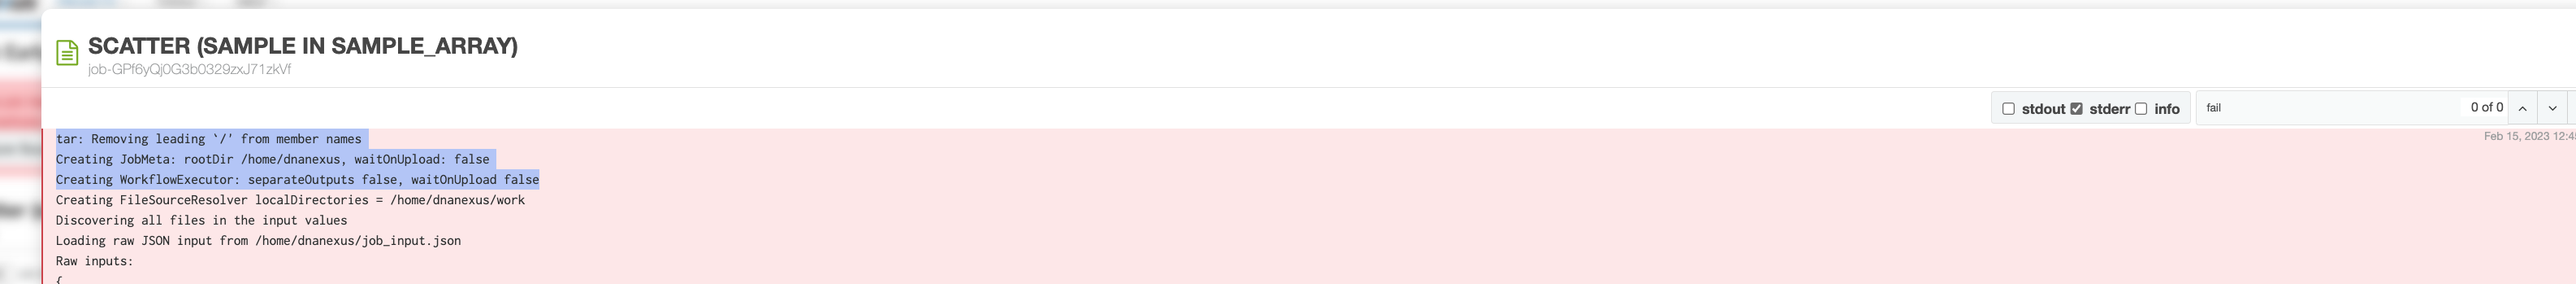 SCATTER (SAMPLE IN SAMPLE_ARRAY)
job-GPf6yQj0G3b0329zxJ71zkVf
stdout stderr info fail 0 of 0
tar: Removing leading `/' from member names
Feb 15, 2023 12:4
Creating JobMeta: rootDir /home/dnanexus, waitOnUpload: false
Creating WorkflowExecutor: separateOutputs false, waitOnUpload false
Creating FileSourceResolver localDirectories = /home/dnanexus/work
Discovering all files in the input values
Loading raw JSON input from /home/dnanexus/job_input.json
Raw inputs:
{